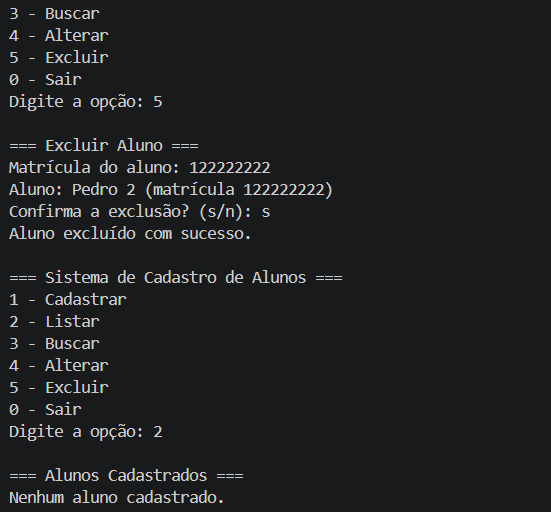 3 - Buscar
4 - Alterar
5 - Excluir
0 - Sair
Digite a opção: 5
=== Excluir Aluno ===
Matrícula do aluno: 122222222
Aluno: Pedro 2 (matrícula 122222222)
Confirma a exclusão? (s/n): s
Aluno excluído com sucesso.
=== Sistema de Cadastro de Alunos ===
1 - Cadastrar
2 - Listar
3 - Buscar
4 - Alterar
5 - Excluir
0 - Sair
Digite a opção: 2
=== Alunos Cadastrados ===
Nenhum aluno cadastrado.